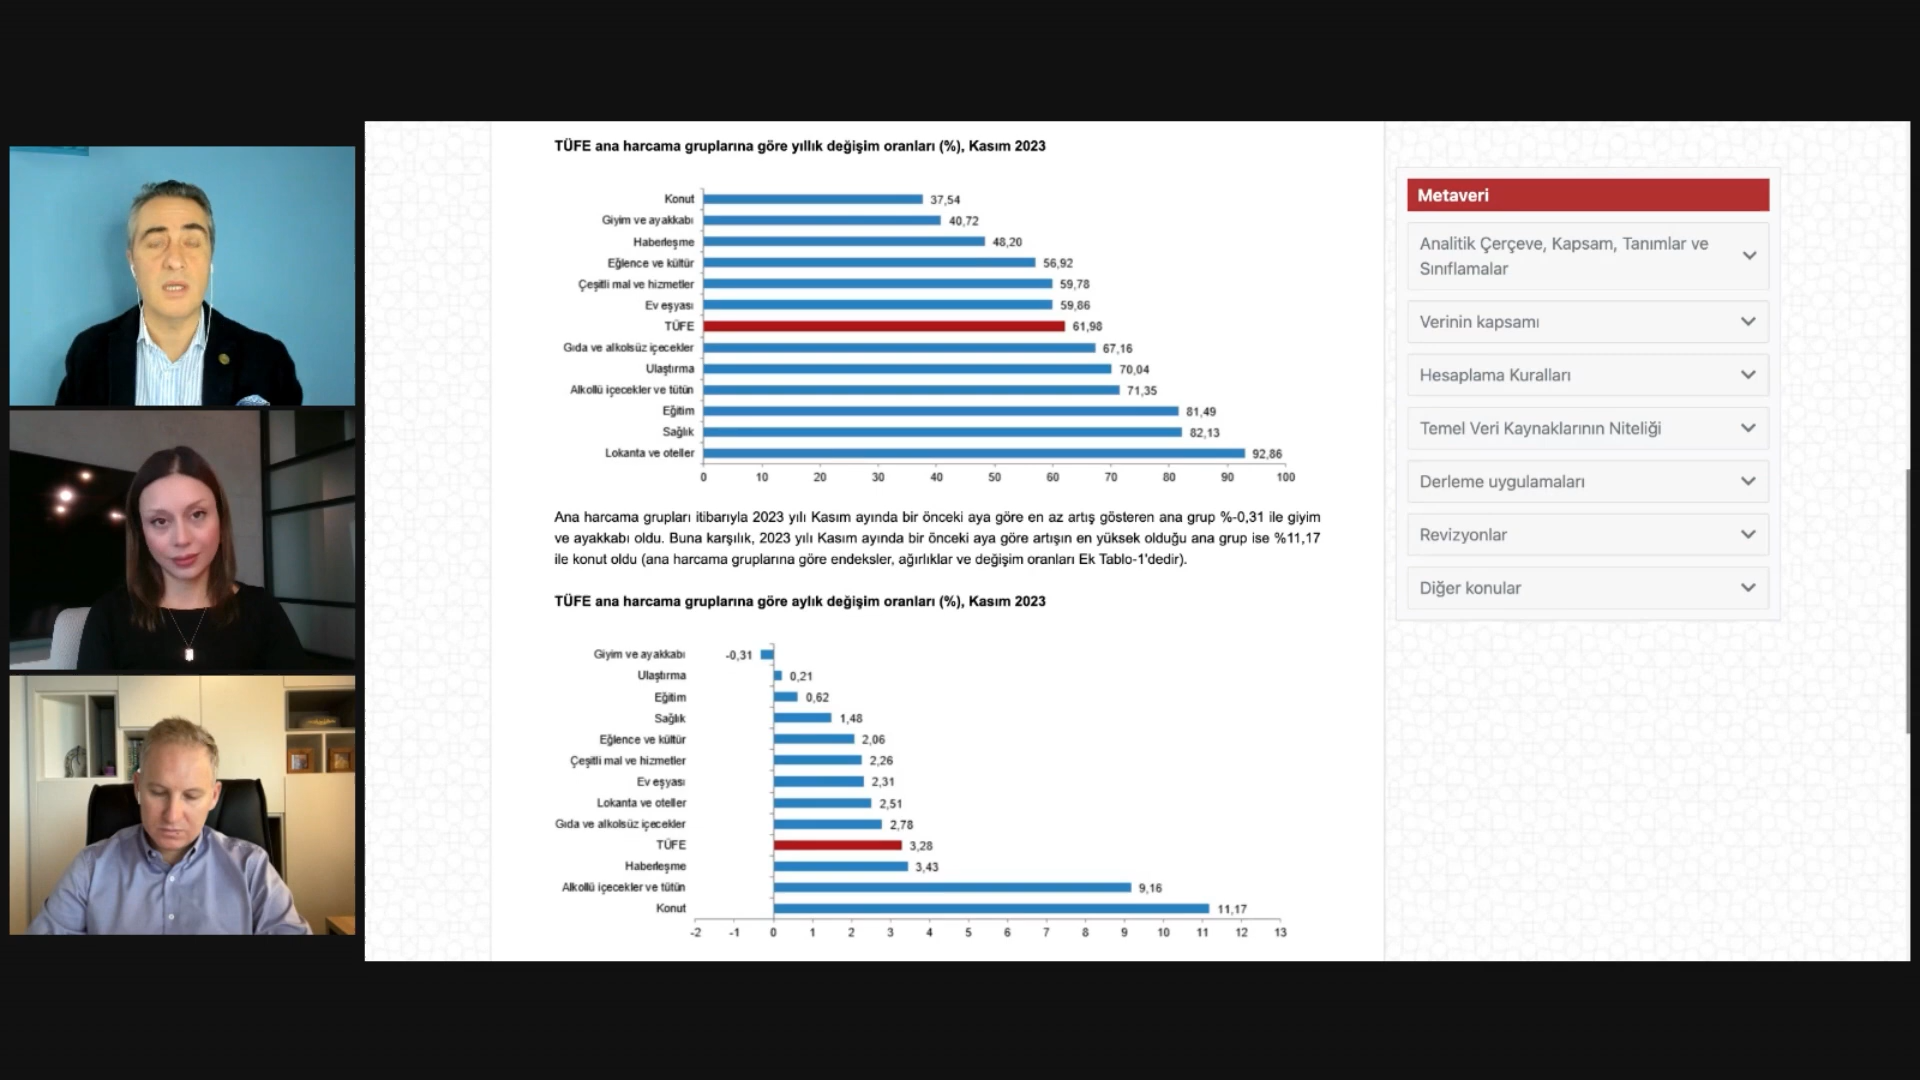 TÜFE ana harcama gruplarına göre yıllık değişim oranları (%), Kasım 2023
Konut 37,54
Giyim ve ayakkabı 40,72
Haberleşme 48,20
Eğlence ve kültür 56,92
Çeşitli mal ve hizmetler 59,78
Ev eşyası 59,86
TÜFE 61,98
Gıda ve alkolsüz içecekler 67,16
Ulaştırma 70,04
Alkollü içecekler ve tütün 71,35
Eğitim 81,49
Sağlık 82,13
Lokanta ve oteller 92,86
0 10 20 30 40 50 60 70 80 90 100
Ana harcama grupları itibarıyla 2023 yılı Kasım ayında bir önceki aya göre en az artış gösteren ana grup %-0,31 ile giyim
ve ayakkabı oldu. Buna karşılık, 2023 yılı Kasım ayında bir önceki aya göre artışın en yüksek olduğu ana grup ise %11,17
ile konut oldu (ana harcama gruplarına göre endeksler, ağırlıklar ve değişim oranları Ek Tablo-1'dedir).
TÜFE ana harcama gruplarına göre aylık değişim oranları (%), Kasım 2023
Giyim ve ayakkabı -0,31
Ulaştırma 0,21
Eğitim 0,62
Sağlık 1,48
Eğlence ve kültür 2,06
Çeşitli mal ve hizmetler 2,26
Ev eşyası 2,31
Lokanta ve oteller 2,51
Gıda ve alkolsüz içecekler 2,78
TÜFE 3,28
Haberleşme 3,43
Alkollü içecekler ve tütün 9,16
Konut 11,17
-2 -1 0 1 2 3 4 5 6 7 8 9 10 11 12 13
Metaveri
Analitik Çerçeve, Kapsam, Tanımlar ve
Sınıflamalar
Verinin kapsamı
Hesaplama Kuralları
Temel Veri Kaynaklarının Niteliği
Derleme uygulamaları
Revizyonlar
Diğer konular